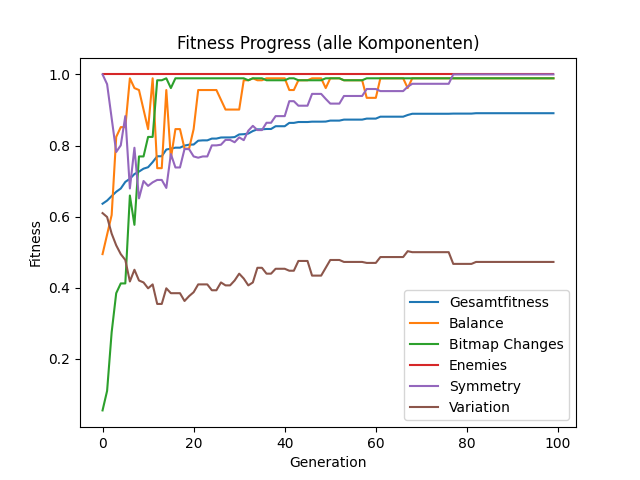 Fitness Progress (alle Komponenten)
1.0
0.8
0.6
0.4
0.2
Fitness
Gesamtfitness
Balance
Bitmap Changes
Enemies
Symmetry
Variation
0 20 40 60 80 100
Generation